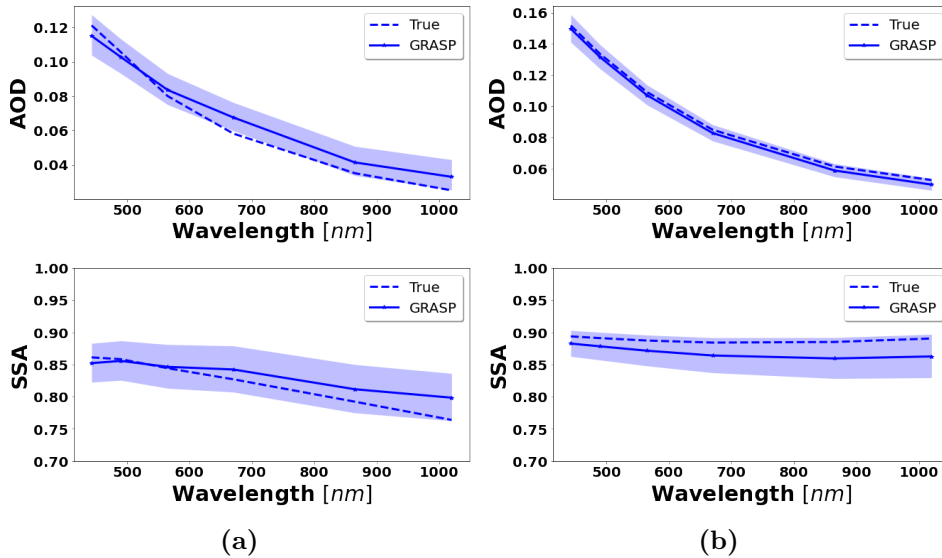 0.12
0.10
0.08
0.06
0.04
AOD
True
GRASP
500 600 700 800 900 1000
Wavelength [nm]
0.16
0.14
0.12
0.10
0.08
0.06
AOD
True
GRASP
500 600 700 800 900 1000
Wavelength [nm]
1.00
0.95
0.90
0.85
0.80
0.75
0.70
SSA
True
GRASP
500 600 700 800 900 1000
Wavelength [nm]
(a)
1.00
0.95
0.90
0.85
0.80
0.75
0.70
SSA
True
GRASP
500 600 700 800 900 1000
Wavelength [nm]
(b)